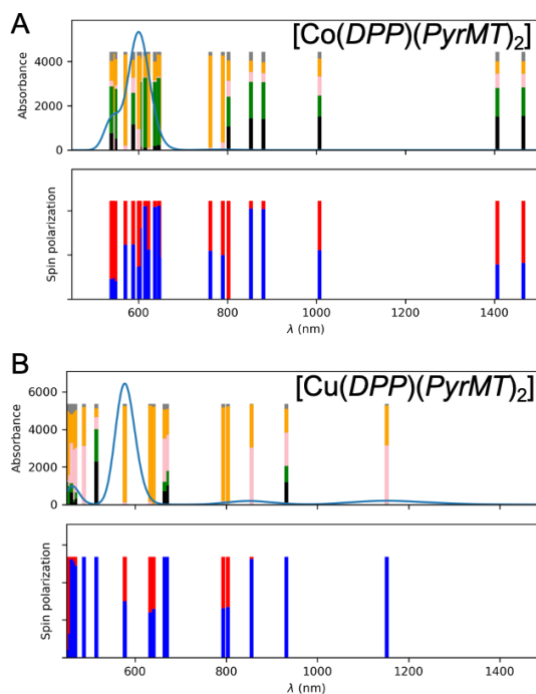 A
[Co(DPP)(PyrMT)2]
Absorbance
4000
2000
0
Spin polarization
600
800
1000
1200
1400
λ (nm)
B
[Cu(DPP)(PyrMT)2]
Absorbance
6000
4000
2000
0
Spin polarization
600
800
1000
1200
1400
λ (nm)